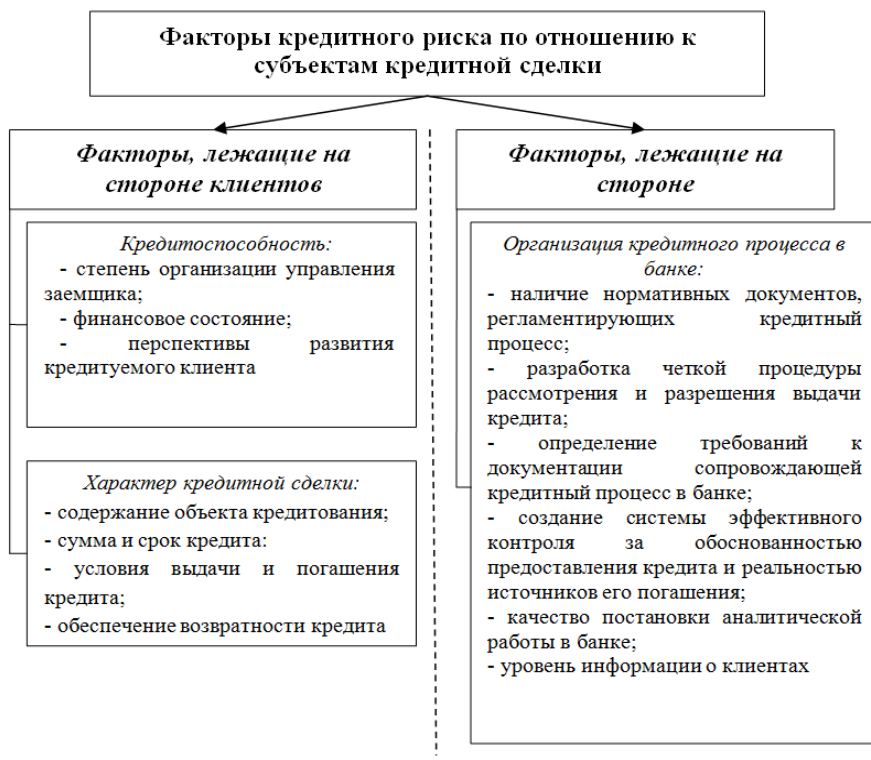 Факторы кредитного риска по отношению к
субъектам кредитной сделки
Факторы, лежащие на
стороне клиентов
Кредитоспособность:
- степень организации управления
заемщика;
- финансовое состояние;
- перспективы развития
кредитуемого клиента
Характер кредитной сделки:
- содержание объекта кредитования;
- сумма и срок кредита:
- условия выдачи и погашения
кредита;
- обеспечение возвратности кредита
Факторы, лежащие на
стороне
Организация кредитного процесса в
банке:
- наличие нормативных документов,
регламентирующих кредитный
процесс;
- разработка четкой процедуры
рассмотрения и разрешения выдачи
кредита;
- определение требований к
документации сопровождающей
кредитный процесс в банке;
- создание системы эффективного
контроля за обоснованностью
предоставления кредита и реальностью
источников его погашения;
- качество постановки аналитической
работы в банке;
- уровень информации о клиентах